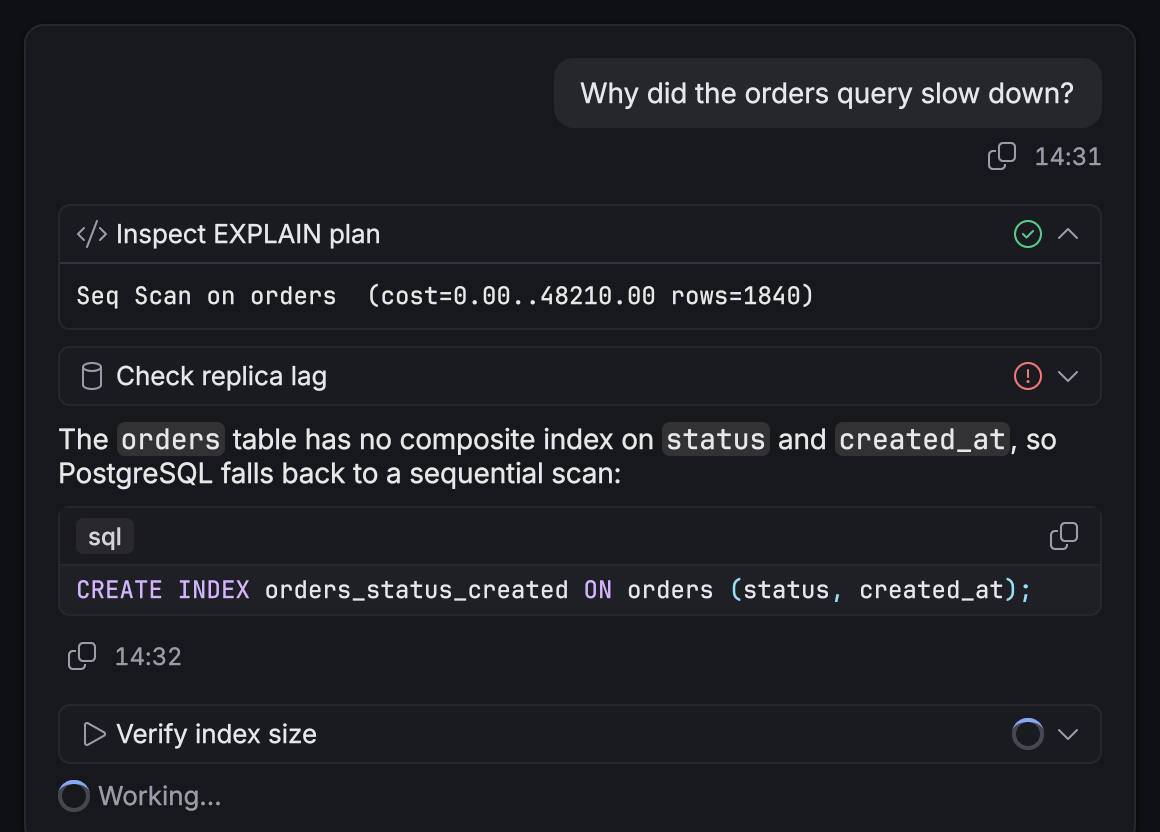 Why did the orders query slow down?
14:31
Inspect EXPLAIN plan
Seq Scan on orders  (cost=0.00..48210.00 rows=1840)
Check replica lag
The orders table has no composite index on status and created_at, so
PostgreSQL falls back to a sequential scan:
sql
CREATE INDEX orders_status_created ON orders (status, created_at);
14:32
Verify index size
Working...